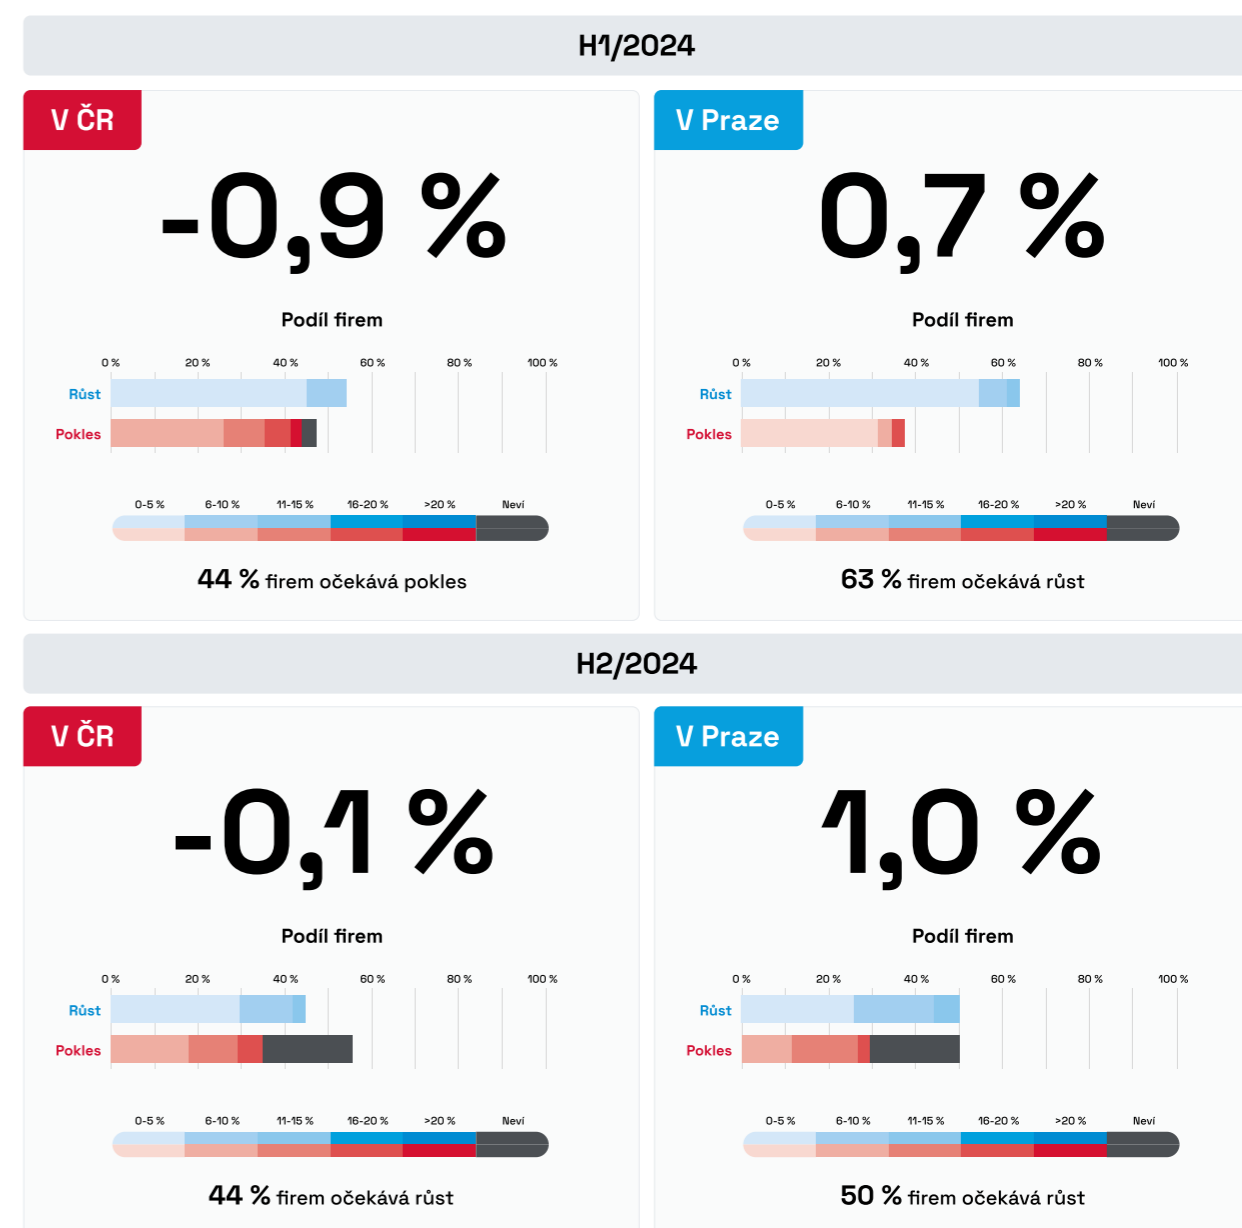 H1/2024
V ČR
-0,9 %
Podíl firem
0 % 20 % 40 % 60 % 80 % 100 %
Růst
Pokles
0-5 % 6-10 % 11-15 % 16-20 % >20 % Neví
44 % firem očekává pokles
V Praze
0,7 %
Podíl firem
0 % 20 % 40 % 60 % 80 % 100 %
Růst
Pokles
0-5 % 6-10 % 11-15 % 16-20 % >20 % Neví
63 % firem očekává růst
H2/2024
V ČR
-0,1 %
Podíl firem
0 % 20 % 40 % 60 % 80 % 100 %
Růst
Pokles
0-5 % 6-10 % 11-15 % 16-20 % >20 % Neví
44 % firem očekává růst
V Praze
1,0 %
Podíl firem
0 % 20 % 40 % 60 % 80 % 100 %
Růst
Pokles
0-5 % 6-10 % 11-15 % 16-20 % >20 % Neví
50 % firem očekává růst